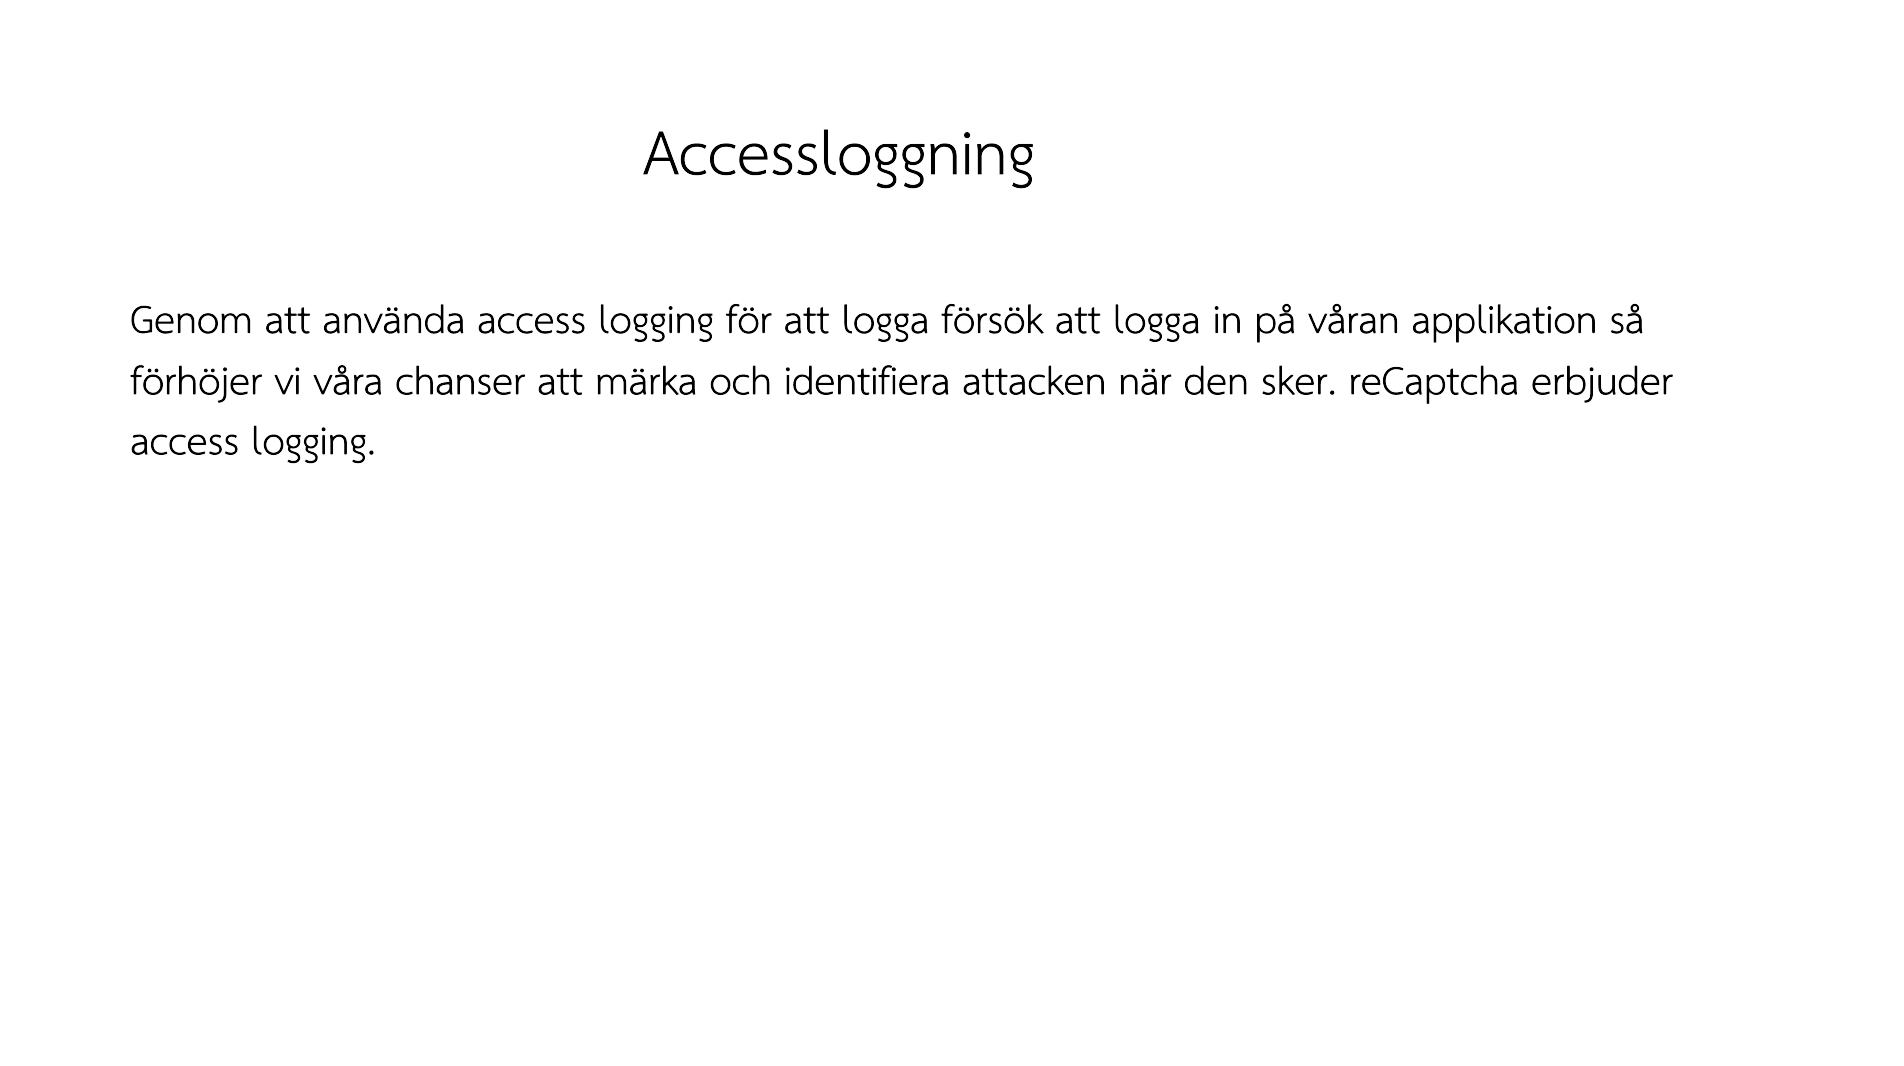 Accessloggning
Genom att använda access logging för att logga försök att logga in på våran applikation så
förhöjer vi våra chanser att märka och identifiera attacken när den sker. reCaptcha erbjuder
access logging.